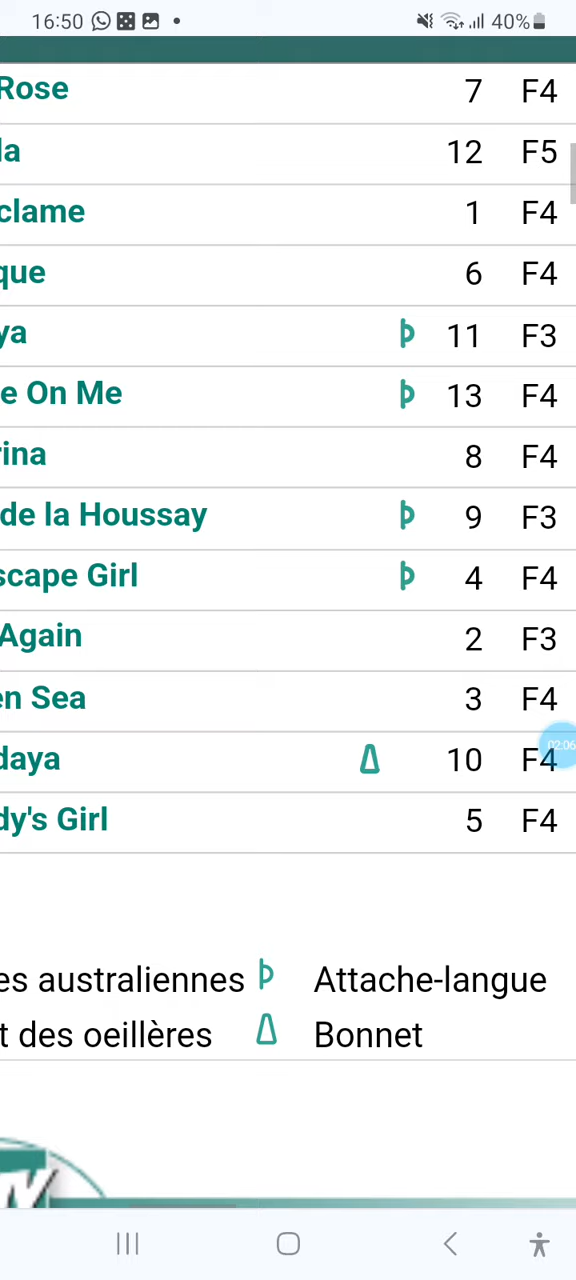 16:50 40%
Rose 7 F4
la 12 F5
clame 1 F4
que 6 F4
ya 11 F3
e On Me 13 F4
rina 8 F4
de la Houssay 9 F3
scape Girl 4 F4
Again 2 F3
en Sea 3 F4
daya 10 F4
02:06
dy's Girl 5 F4
es australiennes Attache-langue
t des oeillères Bonnet